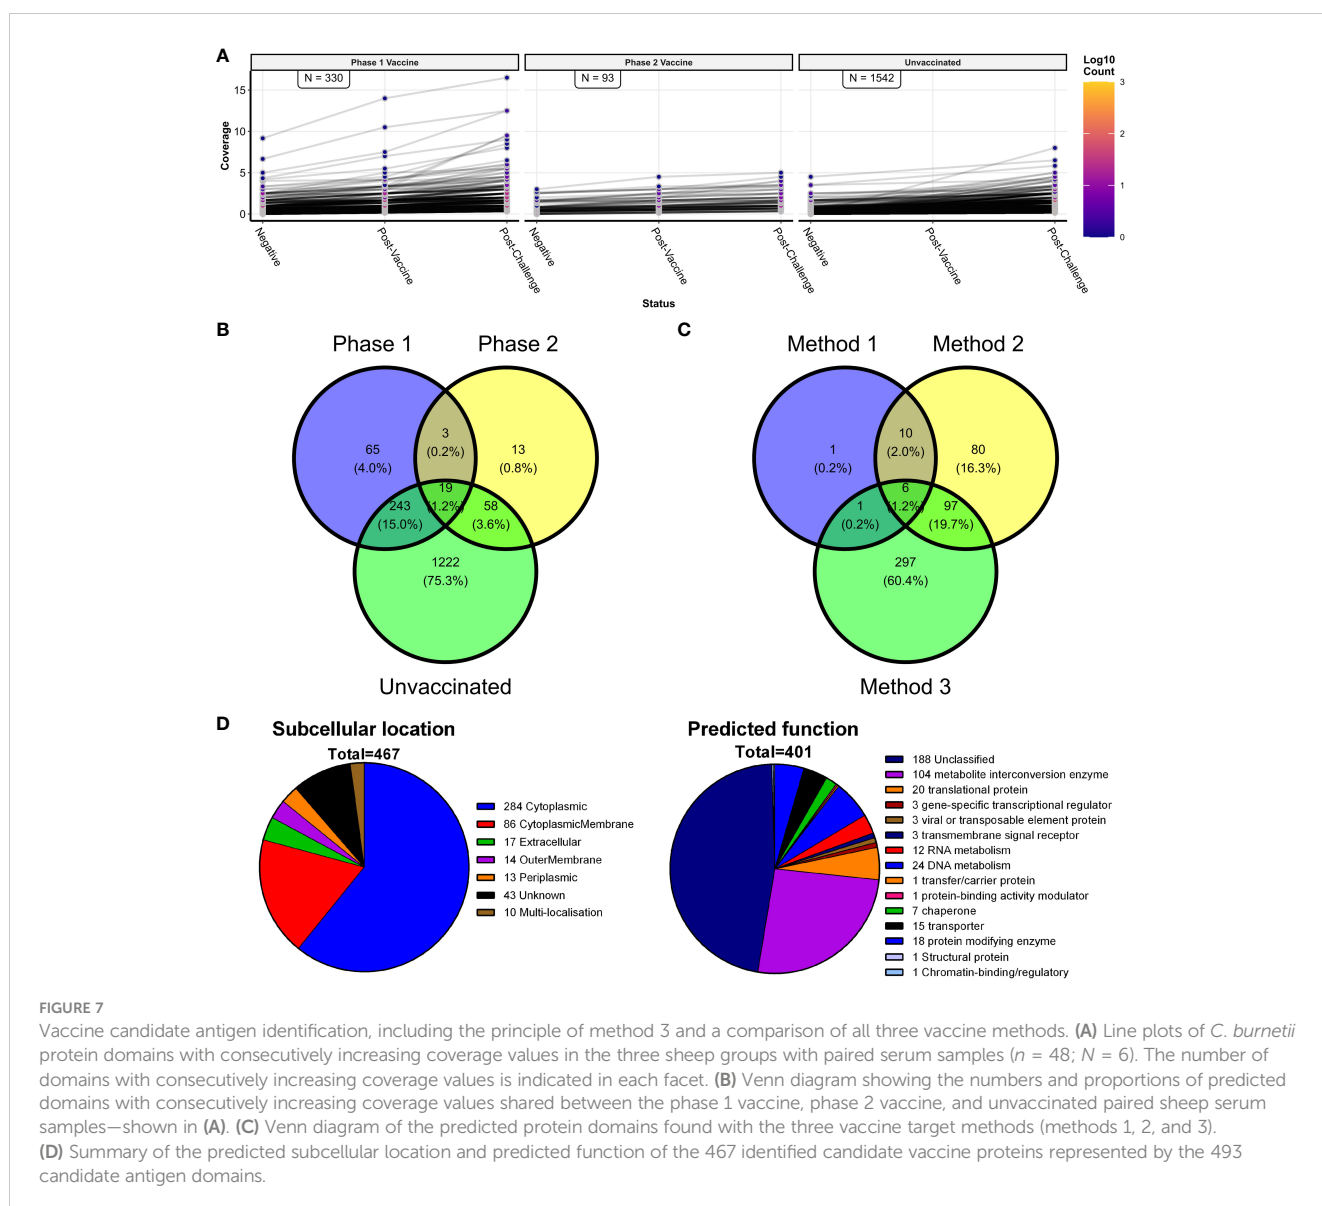 A
Phase 1 Vaccine
Phase 2 Vaccine
Unvaccinated
N = 330
N = 93
N = 1542
Coverage
15
10
5
0
Negative
Post-Vaccine
Post-Challenge
Negative
Post-Vaccine
Post-Challenge
Negative
Post-Vaccine
Post-Challenge
Status
Log10
Count
3
2
1
0
B
Phase 1
Phase 2
3
(0.2%)
65
(4.0%)
13
(0.8%)
19
(1.2%)
243
(15.0%)
58
(3.6%)
1222
(75.3%)
Unvaccinated
C
Method 1
Method 2
10
(2.0%)
1
(0.2%)
80
(16.3%)
6
(1.2%)
1
(0.2%)
97
(19.7%)
297
(60.4%)
Method 3
D
Subcellular location
Total=467
284 Cytoplasmic
86 CytoplasmicMembrane
17 Extracellular
14 OuterMembrane
13 Periplasmic
43 Unknown
10 Multi-localisation
Predicted function
Total=401
188 Unclassified
104 metabolite interconversion enzyme
20 translational protein
3 gene-specific transcriptional regulator
3 viral or transposable element protein
3 transmembrane signal receptor
12 RNA metabolism
24 DNA metabolism
1 transfer/carrier protein
1 protein-binding activity modulator
7 chaperone
15 transporter
18 protein modifying enzyme
1 Structural protein
1 Chromatin-binding/regulatory
FIGURE 7
Vaccine candidate antigen identification, including the principle of method 3 and a comparison of all three vaccine methods. (A) Line plots of C. burnetii
protein domains with consecutively increasing coverage values in the three sheep groups with paired serum samples (n = 48; N = 6). The number of
domains with consecutively increasing coverage values is indicated in each facet. (B) Venn diagram showing the numbers and proportions of predicted
domains with consecutively increasing coverage values shared between the phase 1 vaccine, phase 2 vaccine, and unvaccinated paired sheep serum
samples—shown in (A). (C) Venn diagram of the predicted protein domains found with the three vaccine target methods (methods 1, 2, and 3).
(D) Summary of the predicted subcellular location and predicted function of the 467 identified candidate vaccine proteins represented by the 493
candidate antigen domains.